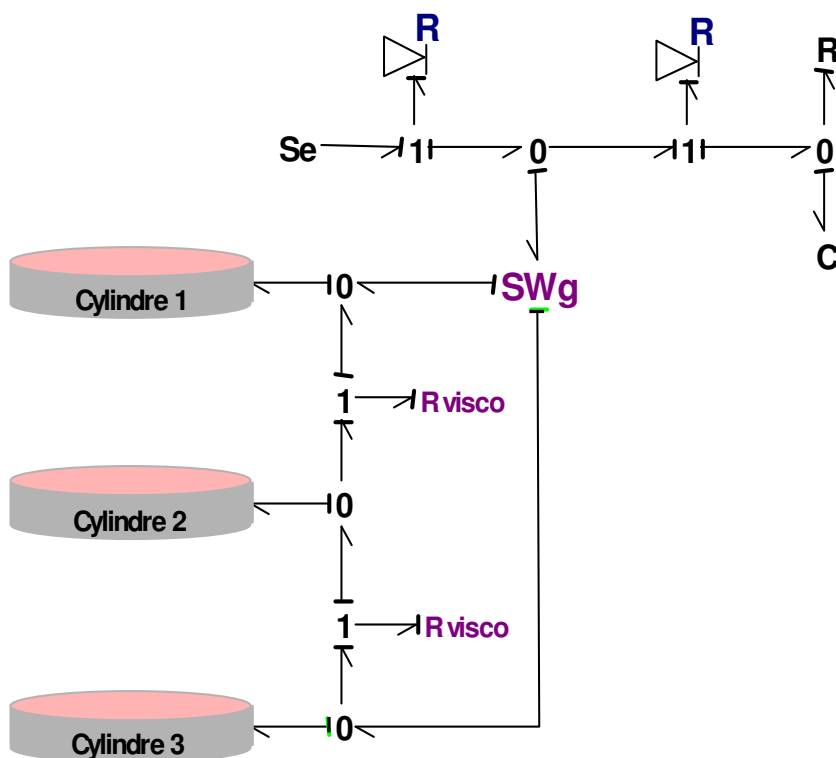 R R R
Se 1 0 1 0
C
Cylindre 1 0 SWg
1 R visco
Cylindre 2 0
1 R visco
Cylindre 3 0